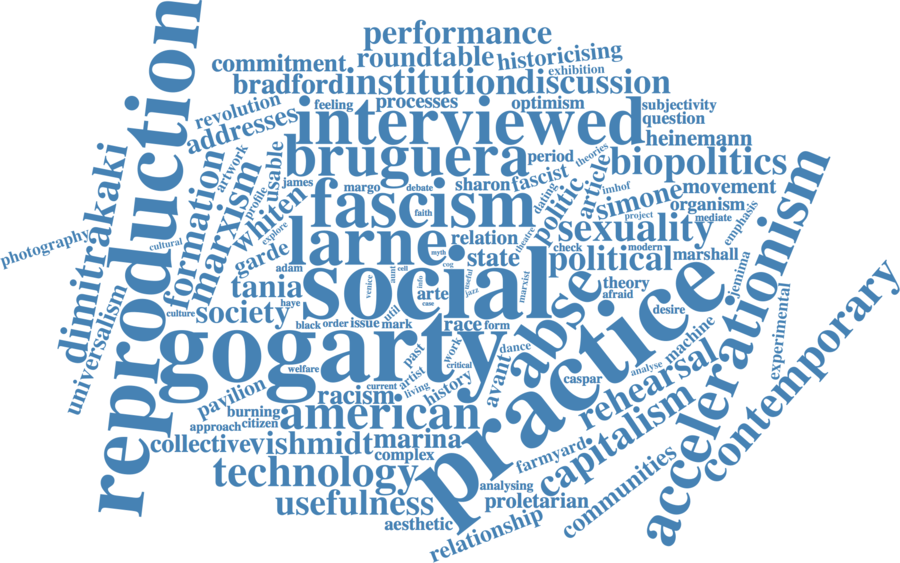 performance
commitment roundtable historicising
exhibition
bradford institution discussion
revolution feeling processes optimism subjectivity
addresses interviewed question
heinemann
bruguera period theories biopolitics
dimitrakaki artwork usable james margo debate sharon fascist article imhof simone movement
reproduction formation marxism profile whiten fascism faith dating politic project organism
photography cultural explore garde larne relation theatre sexuality mediate emphasis
adam myth state check modern political marshall
universalism tania venice aunt cell cog useful social marxist theory jemima
culture society haye util info arte jazz case abse afraid desire accelerationism
black order issue mark race form practice experimental contemporary
gogarty past work dance machine
welfare critical analyse
pavilion racism current artist living history avant caspar rehearsal
burning american
approach citizen
collective vishmidt marina farmyard capitalism
complex
technology analysing communities
usefulness proletarian
aesthetic relationship